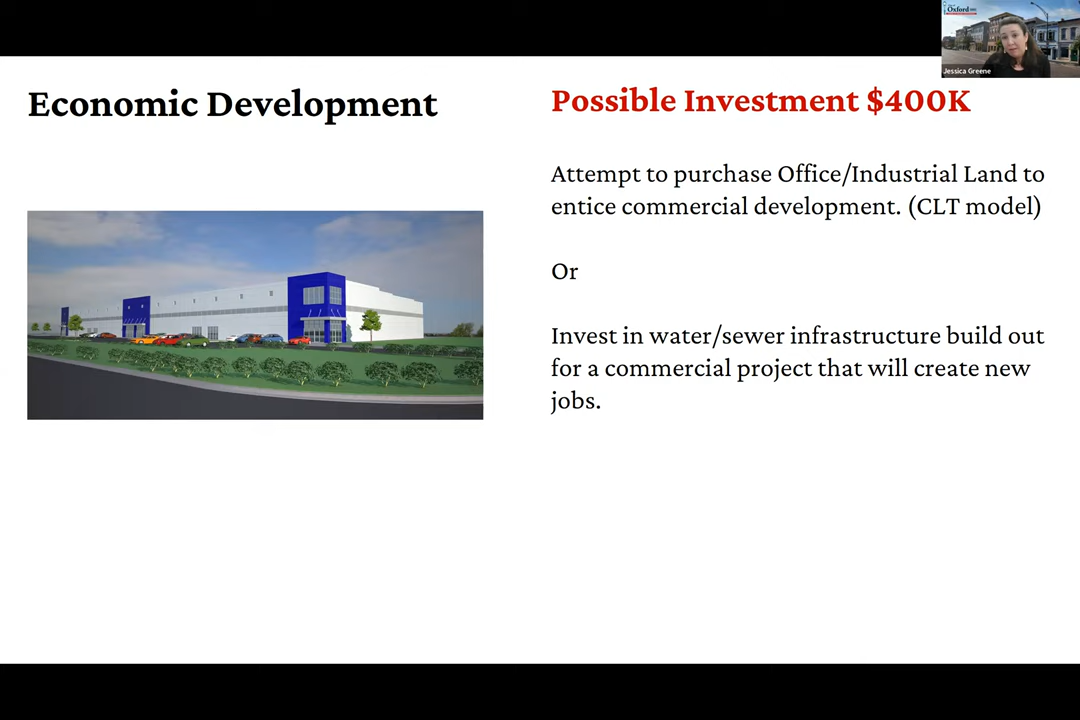 Oxford
Jessica Greene
Economic Development
Possible Investment $400K
Attempt to purchase Office/Industrial Land to
entice commercial development. (CLT model)
Or
Invest in water/sewer infrastructure build out
for a commercial project that will create new
jobs.